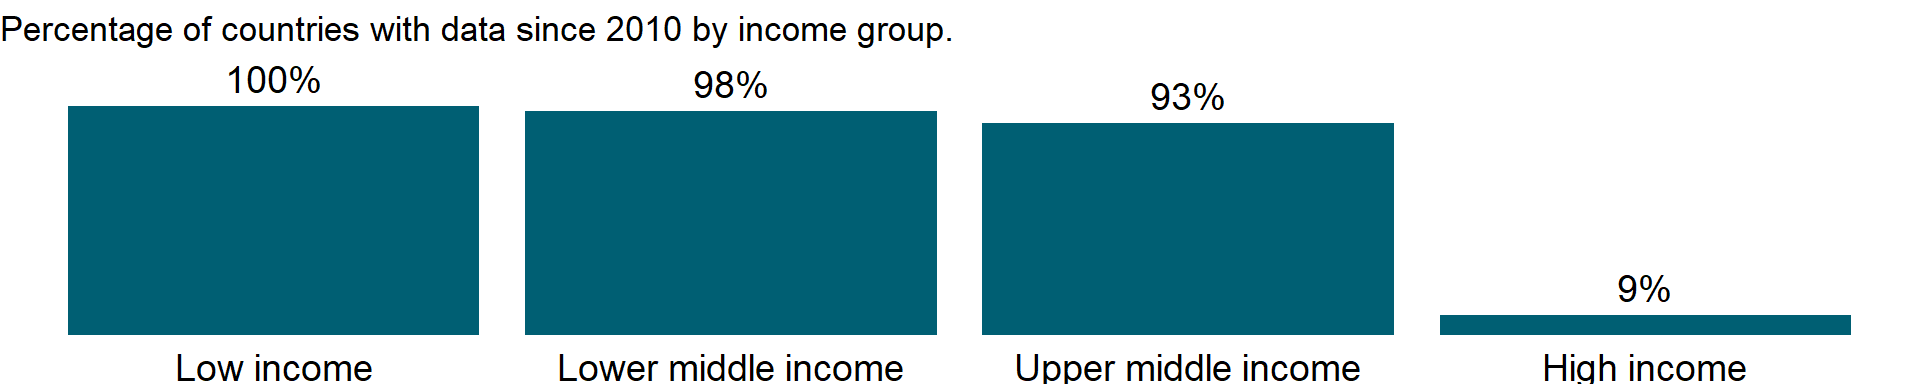 Percentage of countries with data since 2010 by income group.
100%
98%
93%
9%
Low income
Lower middle income
Upper middle income
High income